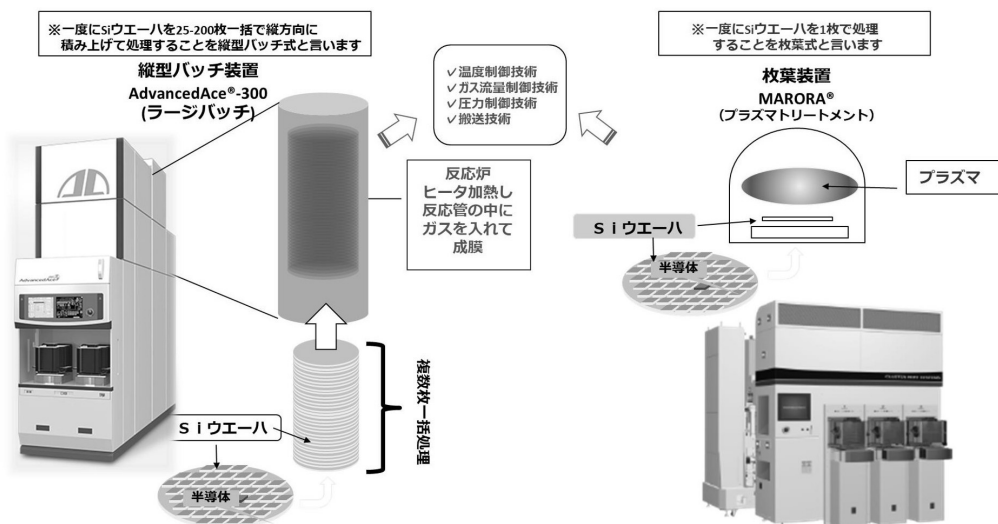 ※一度にSiウエーハを25-200枚一括で縦方向に
積み上げて処理することを縦型バッチ式と言います
縦型バッチ装置
AdvancedAce®-300
(ラージバッチ)
✓温度制御技術
✓ガス流量制御技術
✓圧力制御技術
✓搬送技術
反応炉
ヒータ加熱し
反応管の中に
ガスを入れて
成膜
AdvancedAce
複数枚一括処理
Ｓｉウエーハ
半導体
※一度にSiウエーハを1枚で処理
することを枚葉式と言います
枚葉装置
MARORA®
(プラズマトリートメント)
プラズマ
Ｓｉウエーハ
半導体